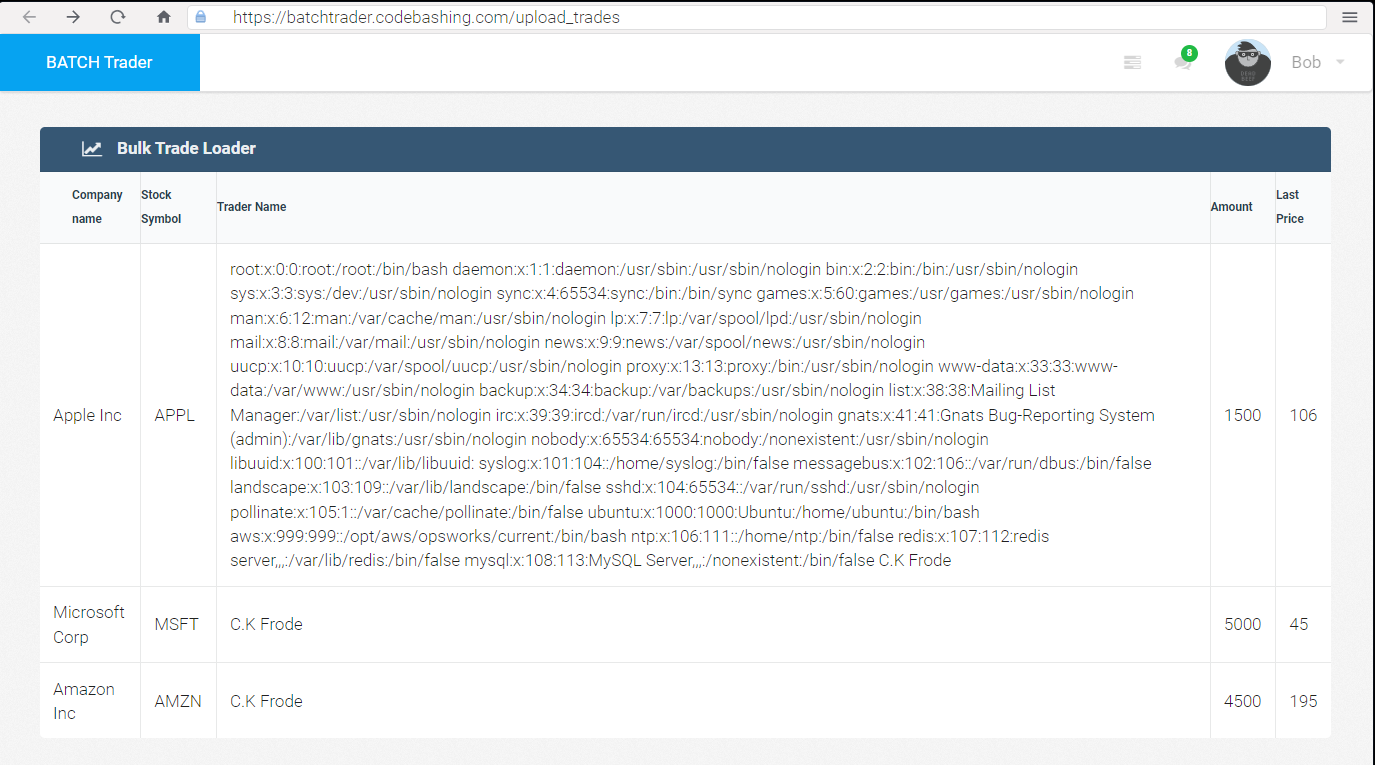 https://batchtrader.codebashing.com/upload_trades
BATCH Trader
8
Bob
Bulk Trade Loader
Company name
Stock Symbol
Trader Name
Amount
Last Price
Apple Inc
APPL
root:x:0:0:root:/root:/bin/bash daemon:x:1:1:daemon:/usr/sbin:/usr/sbin/nologin bin:x:2:2:bin:/bin:/usr/sbin/nologin
sys:x:3:3:sys:/dev:/usr/sbin/nologin sync:x:4:65534:sync:/bin:/bin/sync games:x:5:60:games:/usr/games:/usr/sbin/nologin
man:x:6:12:man:/var/cache/man:/usr/sbin/nologin lp:x:7:7:lp:/var/spool/lpd:/usr/sbin/nologin
mail:x:8:8:mail:/var/mail:/usr/sbin/nologin news:x:9:9:news:/var/spool/news:/usr/sbin/nologin
uucp:x:10:10:uucp:/var/spool/uucp:/usr/sbin/nologin proxy:x:13:13:proxy:/bin:/usr/sbin/nologin www-data:x:33:33:www-
data:/var/www:/usr/sbin/nologin backup:x:34:34:backup:/var/backups:/usr/sbin/nologin list:x:38:38:Mailing List
Manager:/var/list:/usr/sbin/nologin irc:x:39:39:ircd:/var/run/ircd:/usr/sbin/nologin gnats:x:41:41:Gnats Bug-Reporting System
(admin):/var/lib/gnats:/usr/sbin/nologin nobody:x:65534:65534:nobody:/nonexistent:/usr/sbin/nologin
libuuid:x:100:101::/var/lib/libuuid: syslog:x:101:104::/home/syslog:/bin/false messagebus:x:102:106::/var/run/dbus:/bin/false
landscape:x:103:109::/var/lib/landscape:/bin/false sshd:x:104:65534::/var/run/sshd:/usr/sbin/nologin
pollinate:x:105:1::/var/cache/pollinate:/bin/false ubuntu:x:1000:1000:Ubuntu:/home/ubuntu:/bin/bash
aws:x:999:999::/opt/aws/opsworks/current:/bin/bash ntp:x:106:111::/home/ntp:/bin/false redis:x:107:112:redis
server,,,:/var/lib/redis:/bin/false mysql:x:108:113:MySQL Server,,,:/nonexistent:/bin/false C.K Frode
1500
106
Microsoft
Corp
MSFT
C.K Frode
5000
45
Amazon
Inc
AMZN
C.K Frode
4500
195